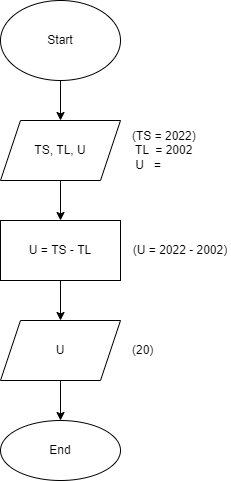 Start
TS, TL, U
(TS = 2022)
TL = 2002
U =
U = TS - TL
(U = 2022 - 2002)
U
(20)
End